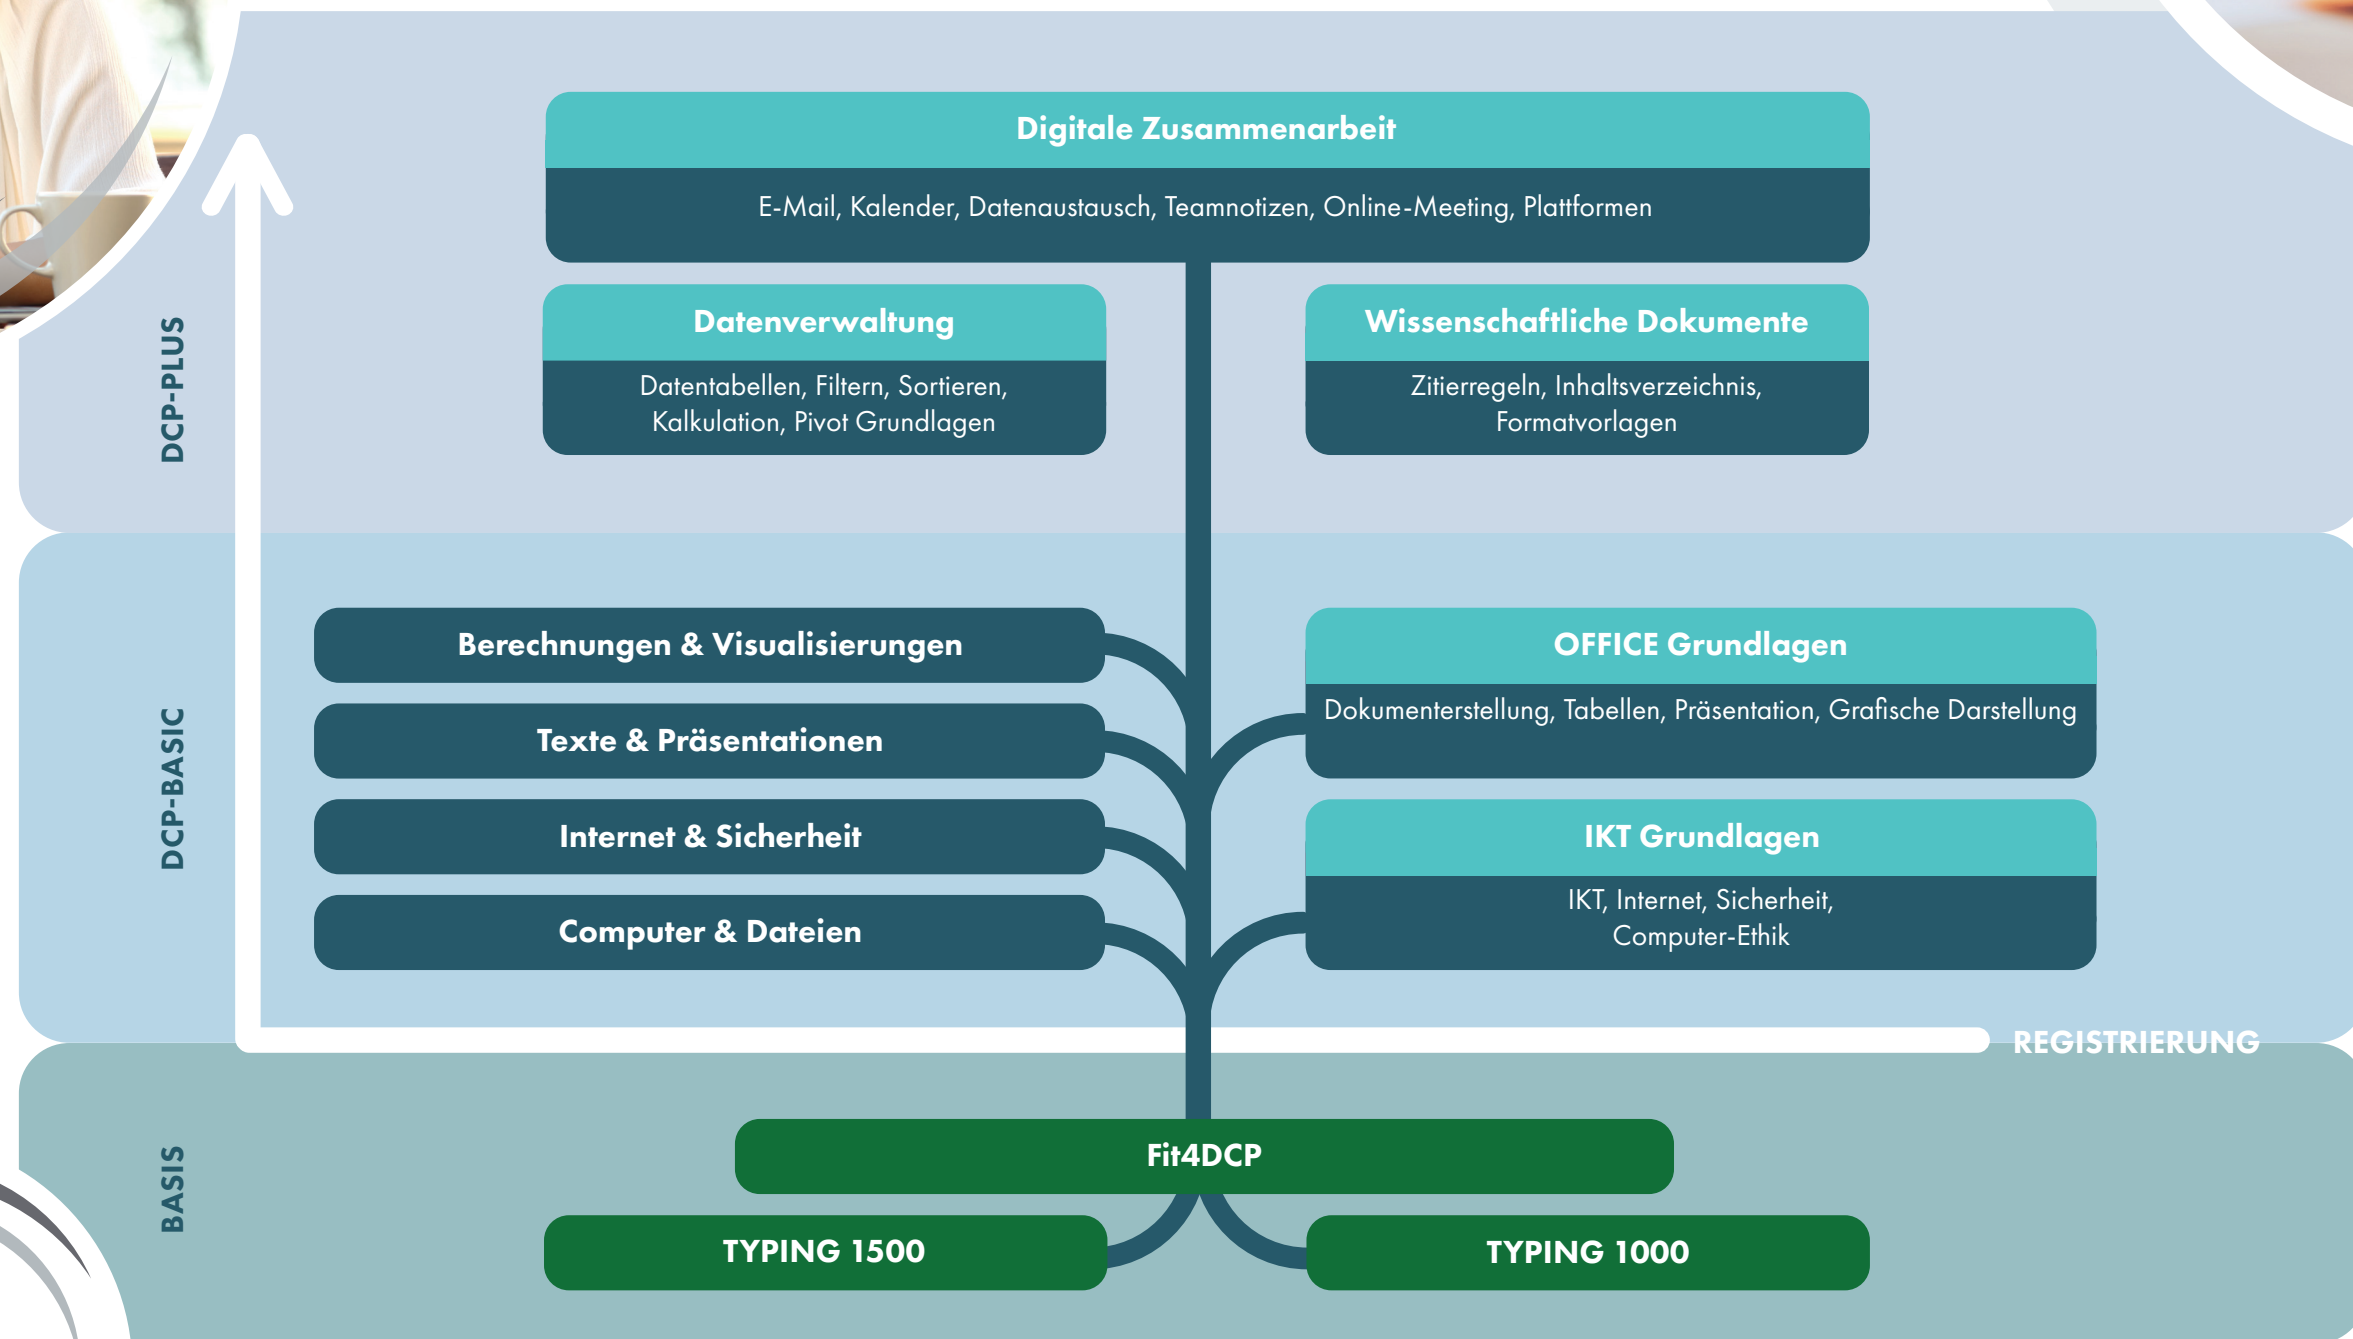 Digitale Zusammenarbeit
E-Mail, Kalender, Datenaustausch, Teamnotizen, Online-Meeting, Plattformen
DCP-PLUS
Datenverwaltung
Datentabellen, Filtern, Sortieren,
Kalkulation, Pivot Grundlagen
Wissenschaftliche Dokumente
Zitierregeln, Inhaltsverzeichnis,
Formatvorlagen
DCP-BASIC
Berechnungen & Visualisierungen
Texte & Präsentationen
Internet & Sicherheit
Computer & Dateien
OFFICE Grundlagen
Dokumenterstellung, Tabellen, Präsentation, Grafische Darstellung
IKT Grundlagen
IKT, Internet, Sicherheit,
Computer-Ethik
REGISTRIERUNG
BASIS
Fit4DCP
TYPING 1500
TYPING 1000